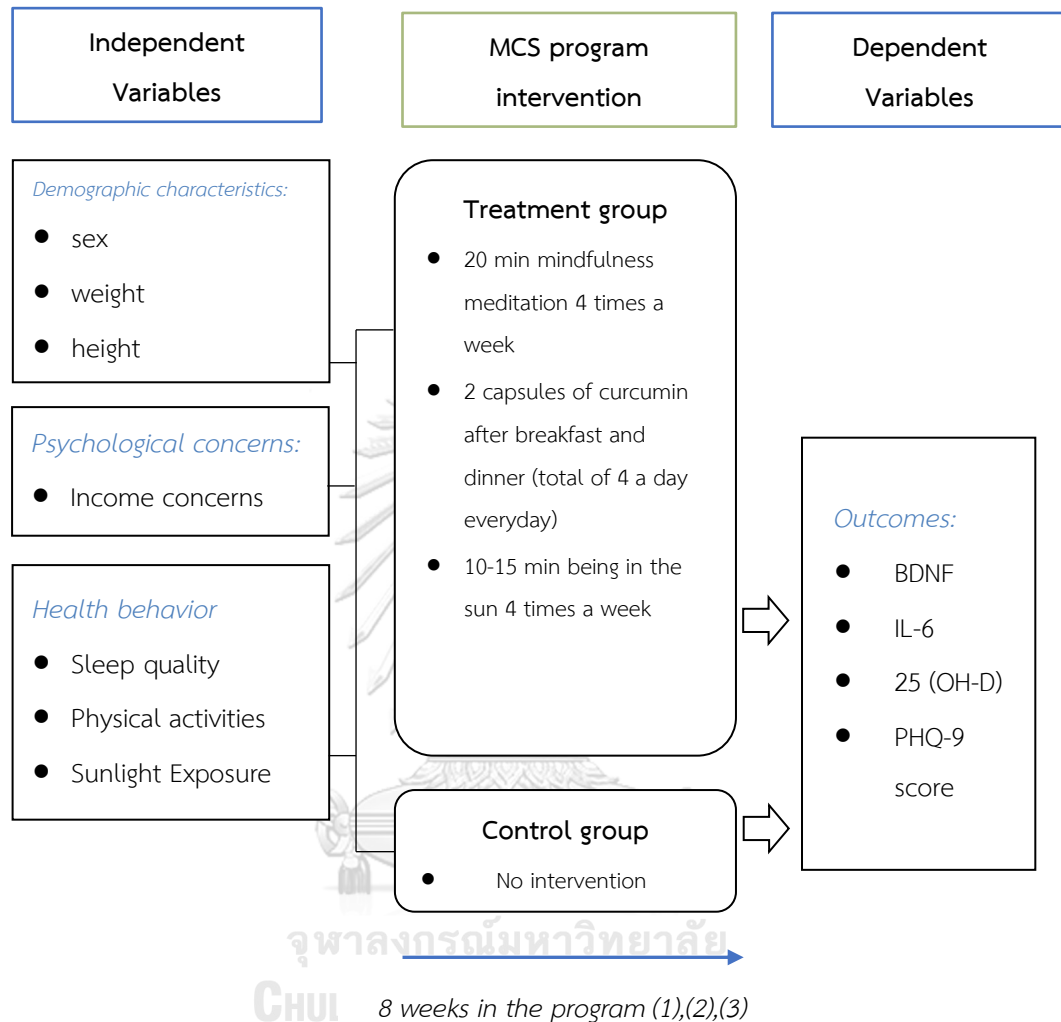 Independent
Variables
MCS program
intervention
Dependent
Variables
Demographic characteristics:
● sex
● weight
● height
Psychological concerns:
● Income concerns
Health behavior
● Sleep quality
● Physical activities
● Sunlight Exposure
Treatment group
● 20 min mindfulness
meditation 4 times a
week
● 2 capsules of curcumin
after breakfast and
dinner (total of 4 a day
everyday)
● 10-15 min being in the
sun 4 times a week
Control group
● No intervention
Outcomes:
● BDNF
● IL-6
● 25 (OH-D)
● PHQ-9
score
จุฬาลงกรณ์มหาวิทยาลัย
CHUL
8 weeks in the program (1),(2),(3)